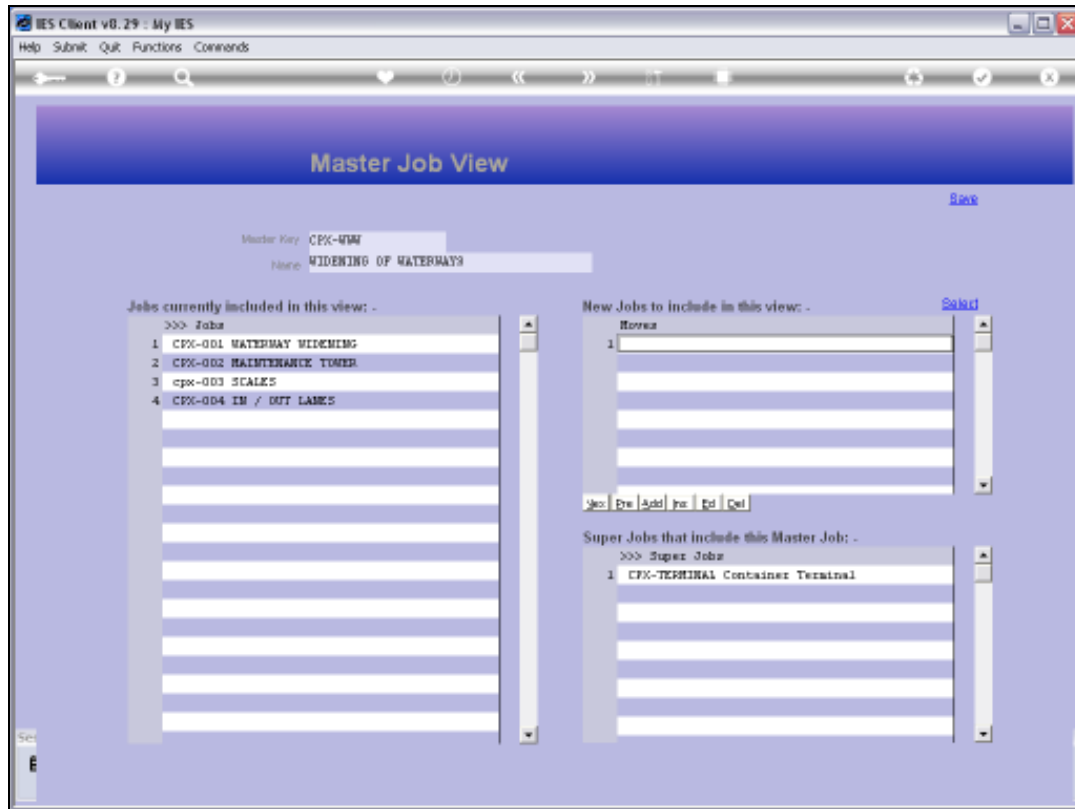 IES Client v8.29 : My IES
Help Submit Quit Functions Commands
Master Job View
Save
Master Key CPX-WWW
Name WIDENING OF WATERWAYS
Jobs currently included in this view: -
>>> Jobs
1 CPX-001 WATERWAY WIDENING
2 CPX-002 MAINTENANCE TOWER
3 cpx-003 SCALES
4 CPX-004 IN / OUT LANES
New Jobs to include in this view: -
Select
Moves
1
Pre Add Ins Ed Del
Super Jobs that include this Master Job: -
>>> Super Jobs
1 CPX-TERMINAL Container Terminal